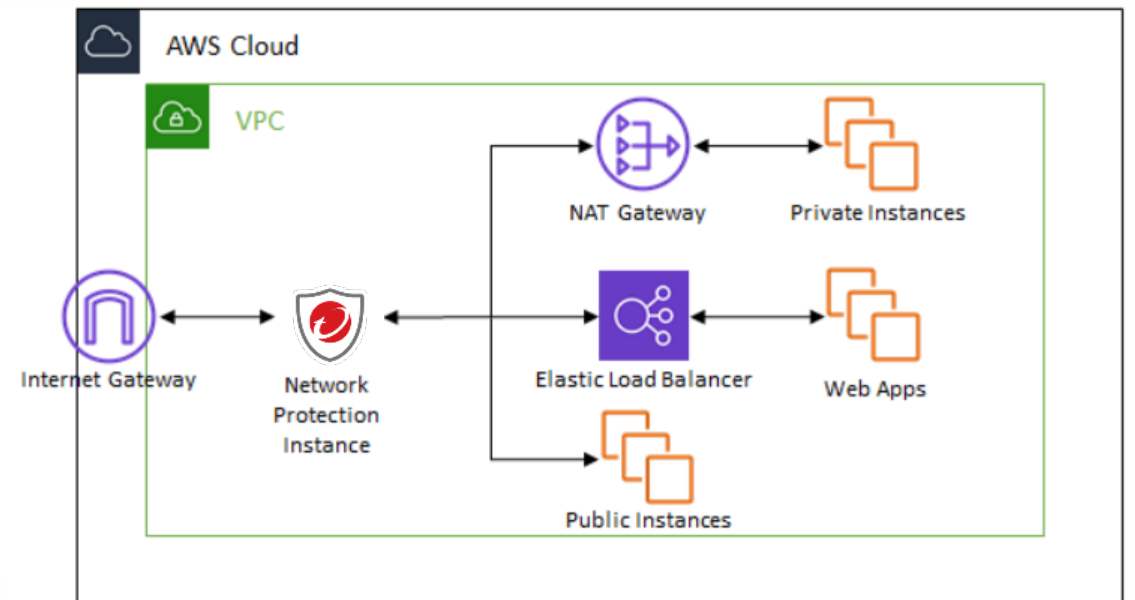 AWS Cloud
VPC
NAT Gateway
Private Instances
Internet Gateway
Network
Protection
Instance
Elastic Load Balancer
Web Apps
Public Instances